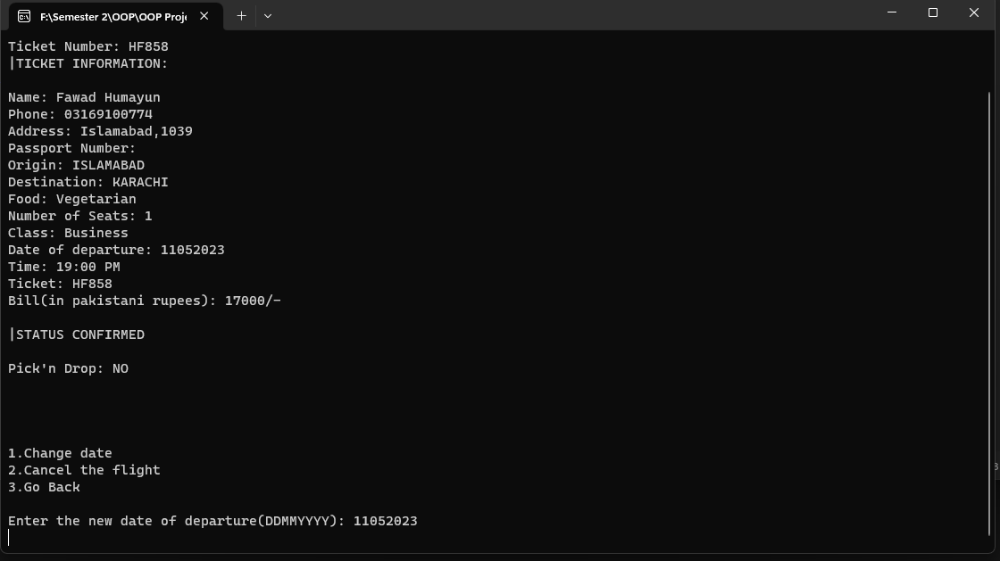 F:\Semester 2\OOP\OOP Proj
Ticket Number: HF858
|TICKET INFORMATION:
Name: Fawad Humayun
Phone: 03169100774
Address: Islamabad,1039
Passport Number:
Origin: ISLAMABAD
Destination: KARACHI
Food: Vegetarian
Number of Seats: 1
Class: Business
Date of departure: 11052023
Time: 19:00 PM
Ticket: HF858
Bill(in pakistani rupees): 17000/-
|STATUS CONFIRMED
Pick'n Drop: NO
1.Change date
2.Cancel the flight
3.Go Back
Enter the new date of departure(DDMMYYYY): 11052023